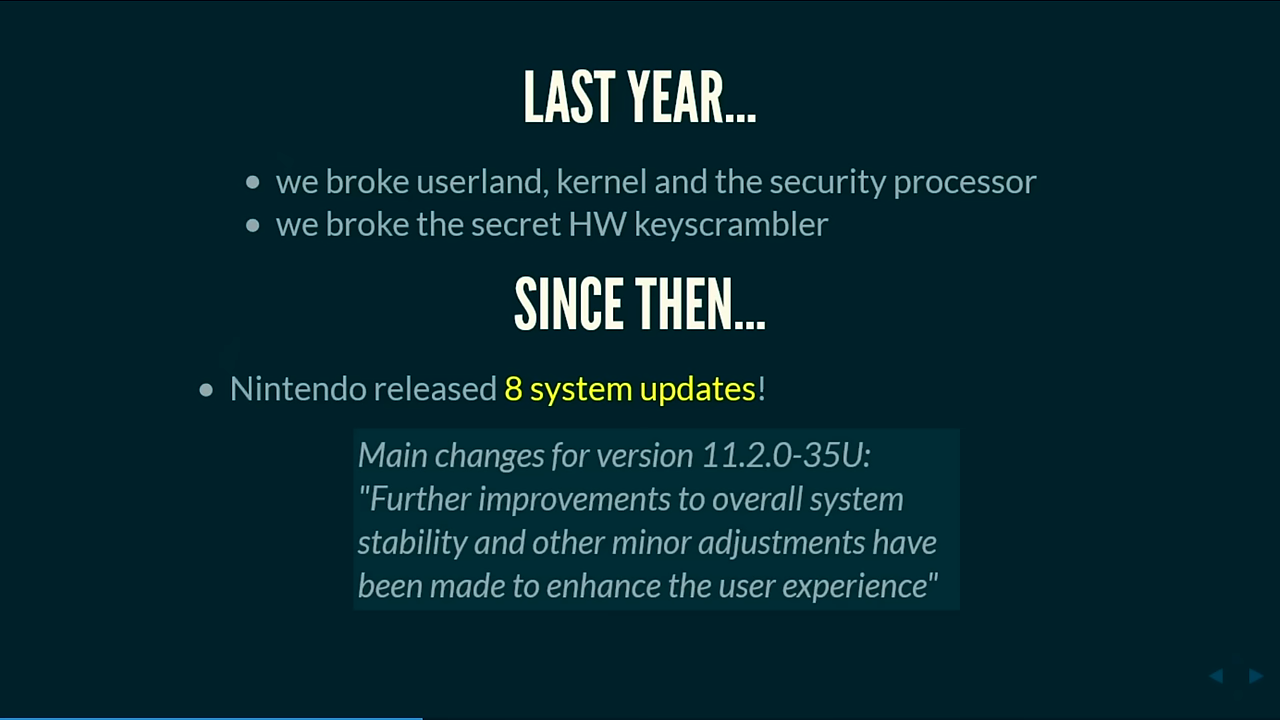 LAST YEAR...
• we broke userland, kernel and the security processor
• we broke the secret HW keyscrambler
SINCE THEN...
• Nintendo released 8 system updates!
Main changes for version 11.2.0-35U:
"Further improvements to overall system
stability and other minor adjustments have
been made to enhance the user experience"